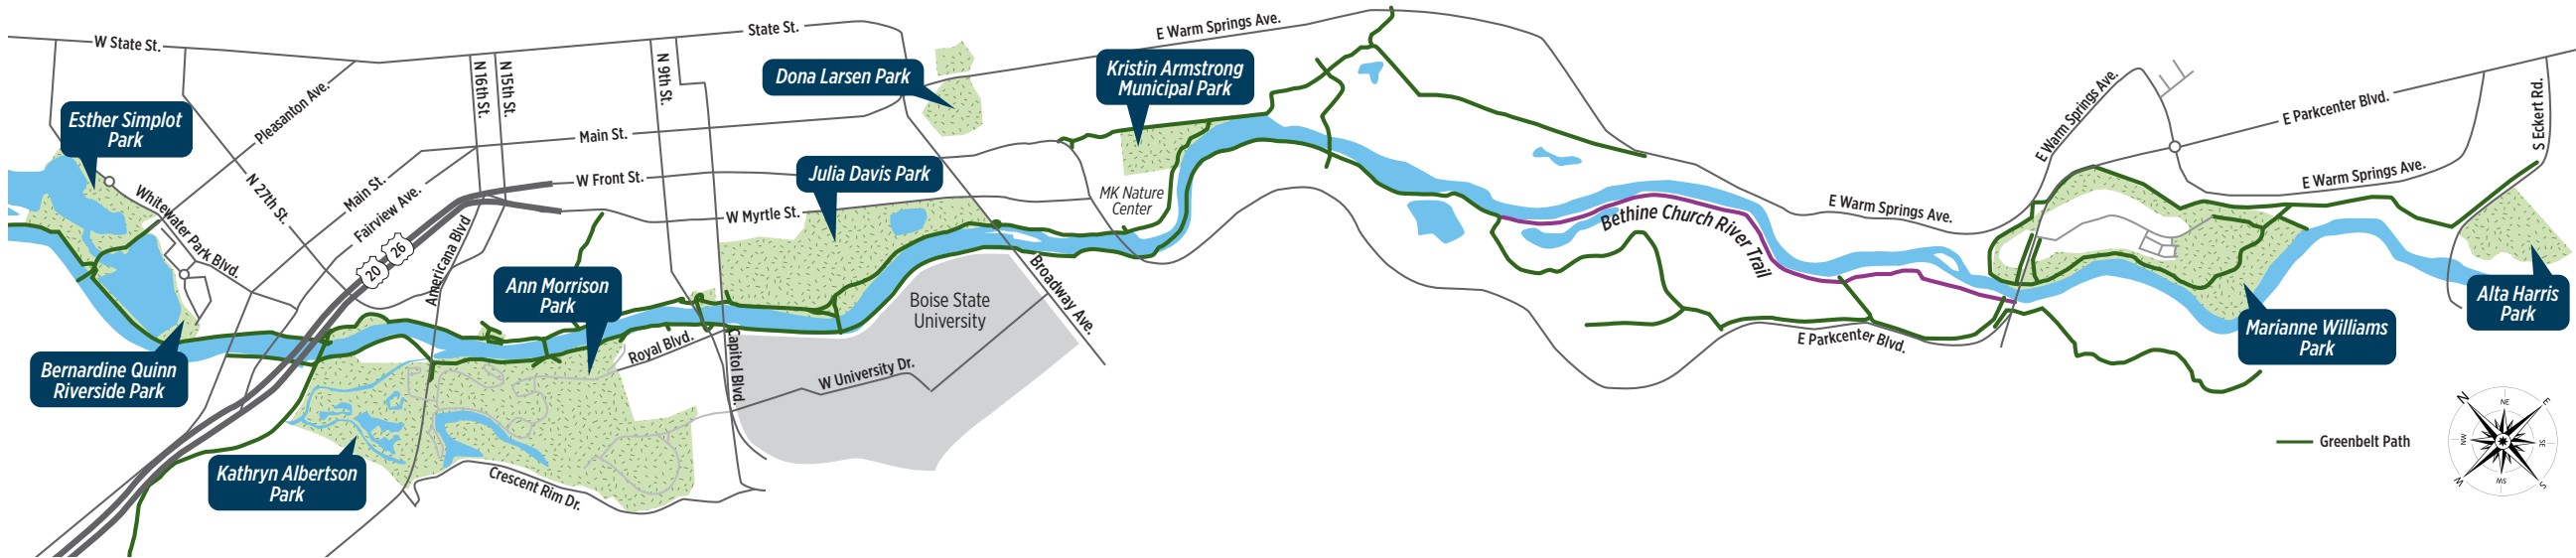 W State St.
State St.
E Warm Springs Ave.
Pleasanton Ave.
N 16th St.
N 15th St.
N 9th St.
Dona Larsen Park
Kristin Armstrong
Municipal Park
E Warm Springs Ave.
E Parkcenter Blvd.
S Eckert Rd.
Esther Simplot
Park
Main St.
Julia Davis Park
W Front St.
Main St.
Fairview Ave.
N 27th St.
Whitewater Park Blvd.
W Myrtle St.
MK Nature
Center
E Warm Springs Ave.
E Warm Springs Ave.
Bethine Church River Trail
20
26
Americana Blvd
Ann Morrison
Park
Boise State
University
Broadway Ave.
Alta Harris
Park
Marianne Williams
Park
Bernardine Quinn
Riverside Park
Royal Blvd.
Capitol Blvd.
W University Dr.
E Parkcenter Blvd.
Kathryn Albertson
Park
Crescent Rim Dr.
Greenbelt Path
N
NE
E
NW
SE
W
SW
S